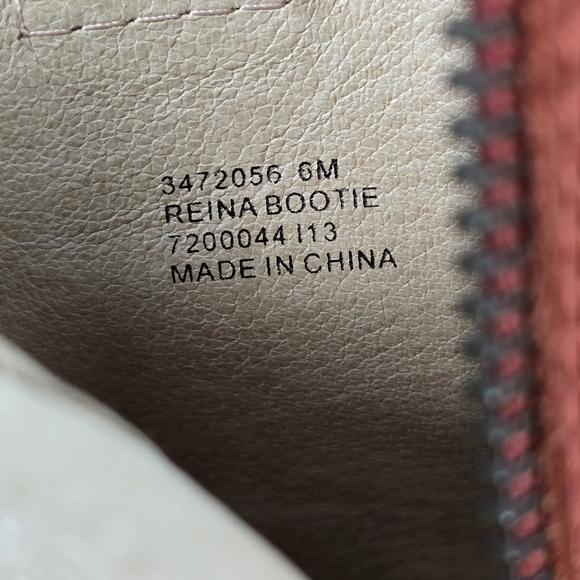 3472056 6M
REINA BOOTIE
7200044 I13
MADE IN CHINA